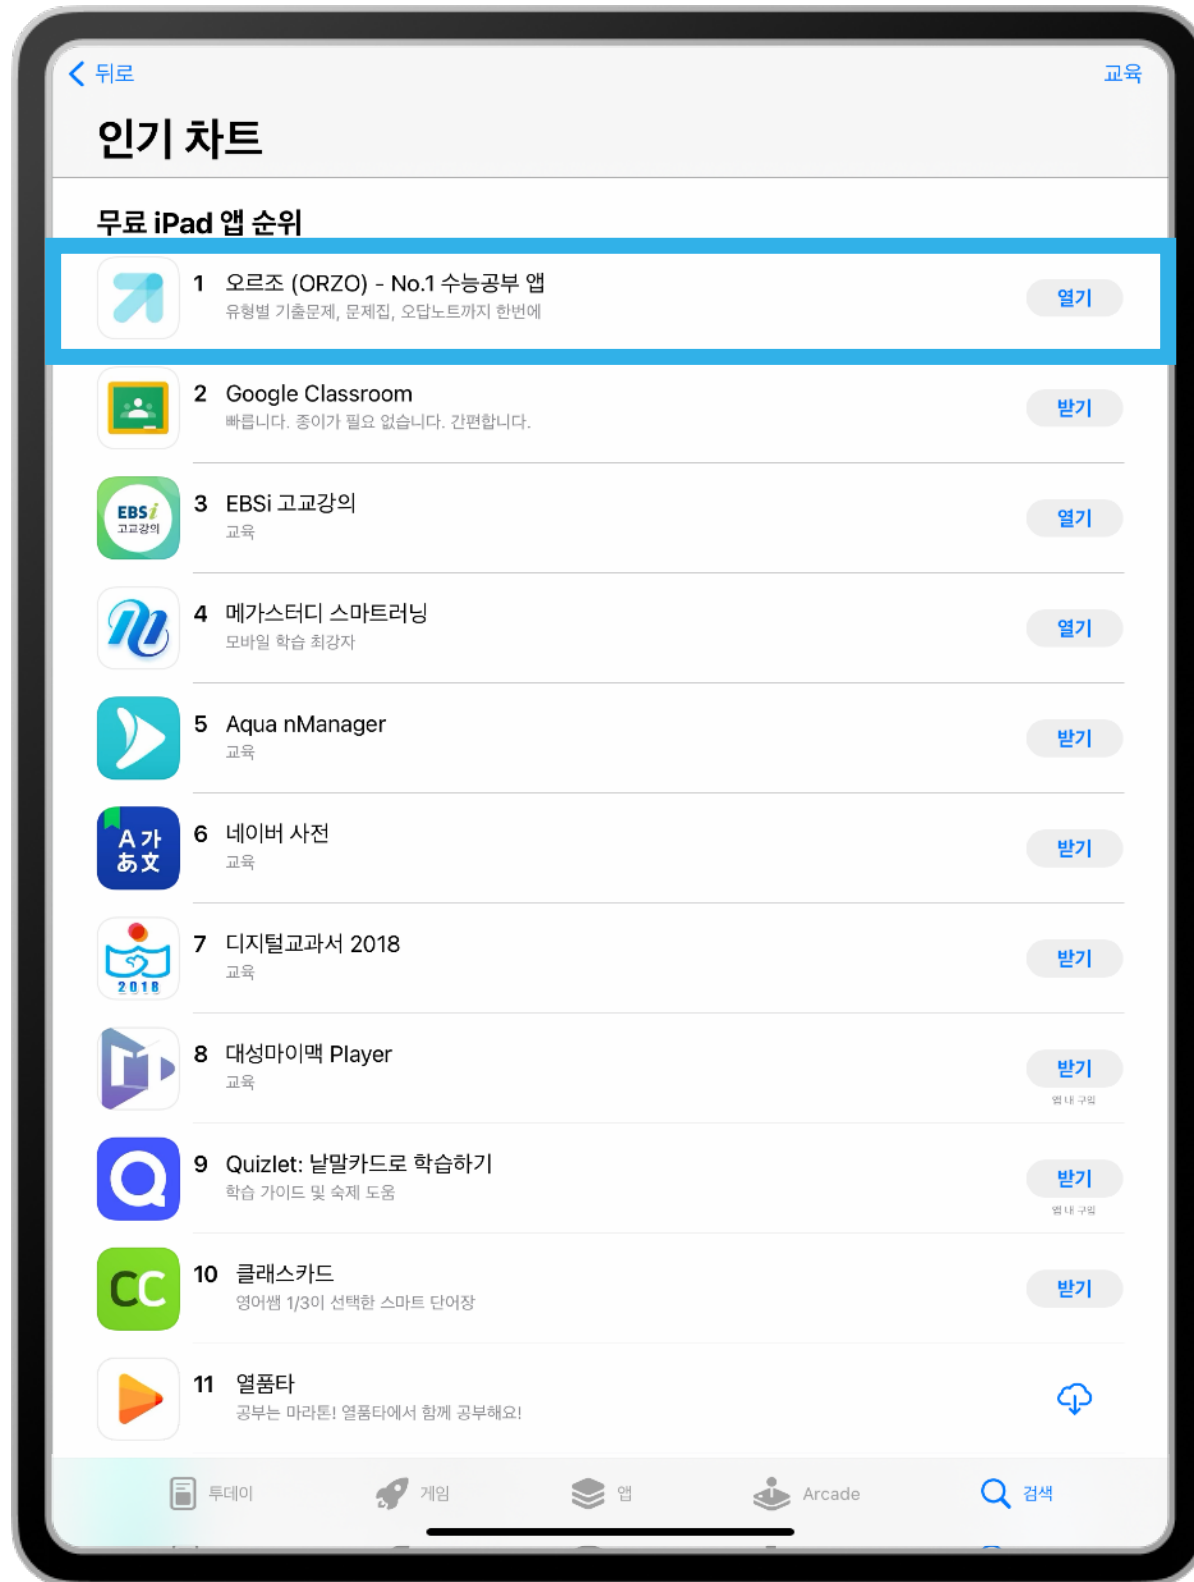 뒤로
교육
인기 차트
무료 iPad 앱 순위
1 오르조 (ORZO) - No.1 수능공부 앱
유형별 기출문제, 문제집, 오답노트까지 한번에
열기
2 Google Classroom
빠릅니다. 종이가 필요 없습니다. 간편합니다.
받기
EBSi
고교강의
3 EBSi 고교강의
교육
열기
4 메가스터디 스마트러닝
모바일 학습 최강자
열기
5 Aqua nManager
교육
받기
A 가
あ 文
6 네이버 사전
교육
받기
2018
7 디지털교과서 2018
교육
받기
8 대성마이맥 Player
교육
받기
앱 내 구입
9 Quizlet: 낱말카드로 학습하기
학습 가이드 및 숙제 도움
받기
앱 내 구입
CC
10 클래스카드
영어쌤 1/3이 선택한 스마트 단어장
받기
11 열품타
공부는 마라톤! 열품타에서 함께 공부해요!
투데이
게임
앱
Arcade
검색